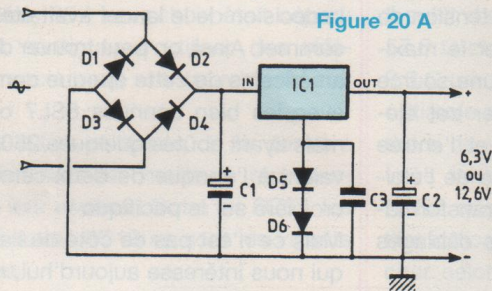 Figure 20 A
D1
D2
IN
IC1
OUT
+
D3
D4
+
C1
D5
D6
C3
+
C2
6,3V
ou
12,6V
-